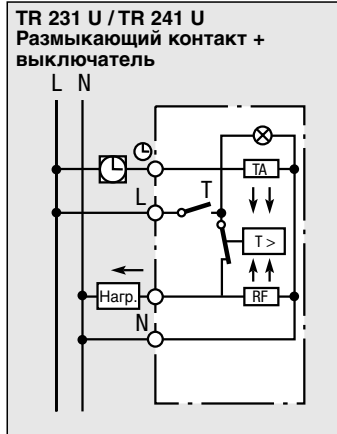 TR 231 U / TR 241 U
Размыкающий контакт +
выключатель
L N
TA
L T
T >
Нагр. RF
N